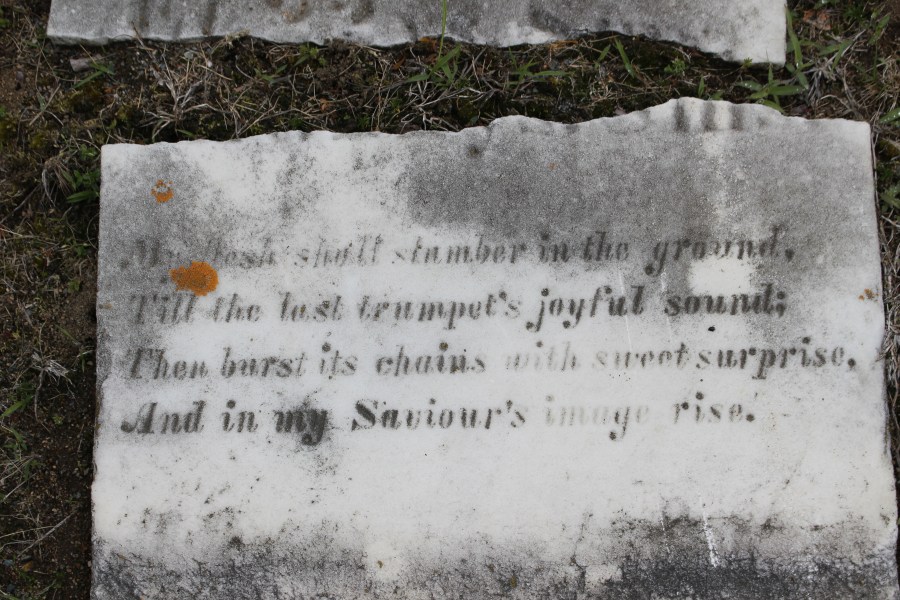 My flesh shall slumber in the ground,
Till the last trumpet's joyful sound;
Then burst its chains with sweet surprise,
And in my Saviour's image rise.